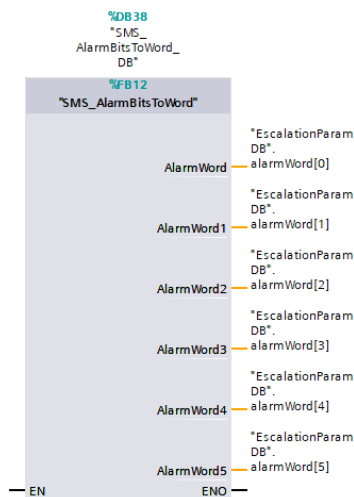 %DB38
"SMS_
AlarmBitsToWord_
DB"
%FB12
"SMS_AlarmBitsToWord"
"EscalationParam
DB".
AlarmWord alarmWord[0]
"EscalationParam
DB".
AlarmWord1 alarmWord[1]
"EscalationParam
DB".
AlarmWord2 alarmWord[2]
"EscalationParam
DB".
AlarmWord3 alarmWord[3]
"EscalationParam
DB".
AlarmWord4 alarmWord[4]
"EscalationParam
DB".
AlarmWord5 alarmWord[5]
EN ENO